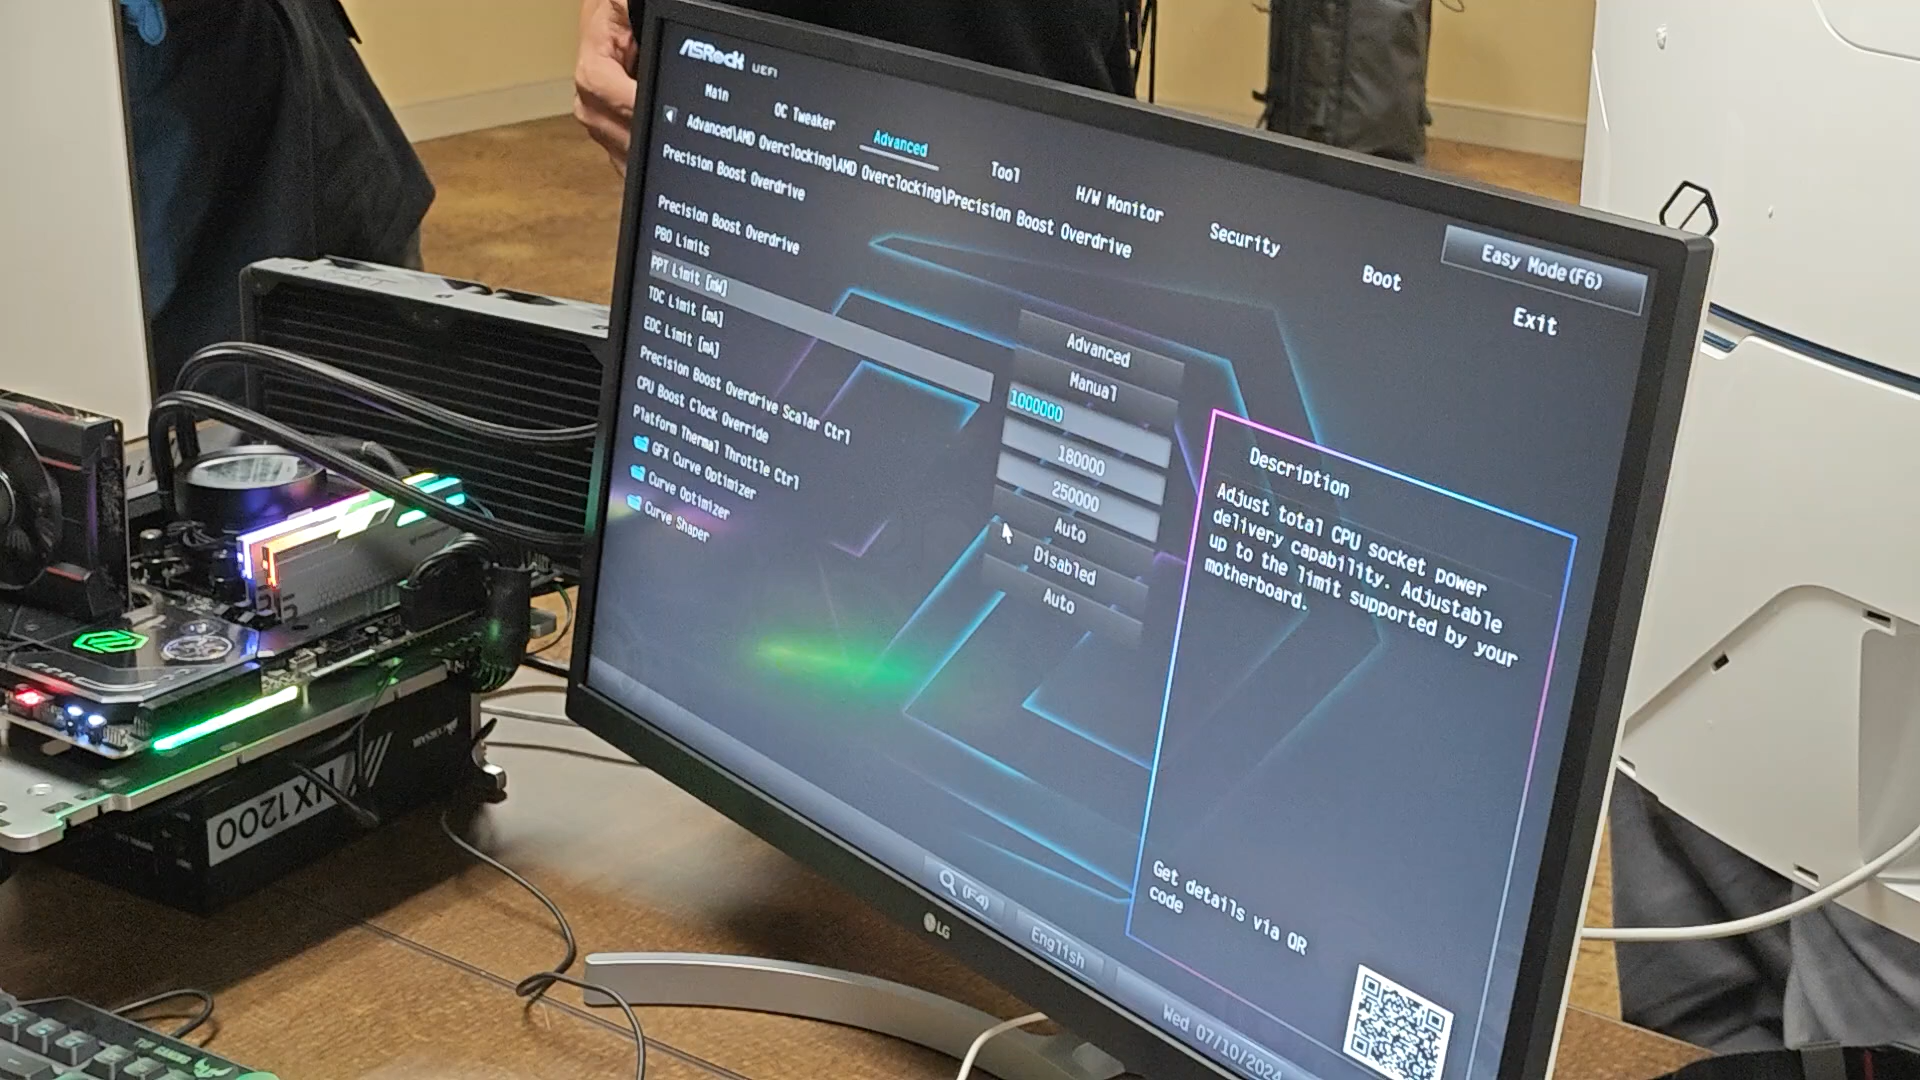 ASRock UEFI
Main
OC Tweaker
Advanced
Tool
H/W Monitor
Security
Boot
Exit
Easy Mode(F6)
Advanced\AMD Overclocking\AMD Overclocking\Precision Boost Overdrive
Precision Boost Overdrive
Precision Boost Overdrive
Advanced
PBO Limits
Manual
PPT Limit [mW]
1000000
TDC Limit [mA]
180000
EDC Limit [mA]
250000
Precision Boost Overdrive Scalar Ctrl
Auto
CPU Boost Clock Override
Disabled
Platform Thermal Throttle Ctrl
Auto
GFX Curve Optimizer
Curve Optimizer
Curve Shaper
Description
Adjust total CPU socket power
delivery capability. Adjustable
up to the limit supported by your
motherboard.
Get details via QR
code
(F4)
English
Wed 07/10/2024
LG
HX1200